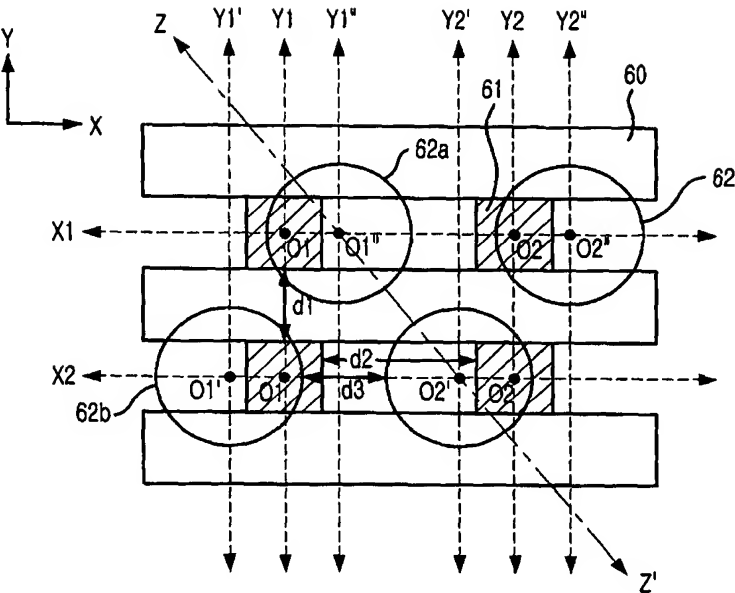 Y1' Y1 Y1" Y2' Y2 Y2"
Z
Y
X
60
61
62a
62
X1
O1 O1" O2 O2"
d1
X2
d2
O1' O1 d3 O2' O2
62b
Z'